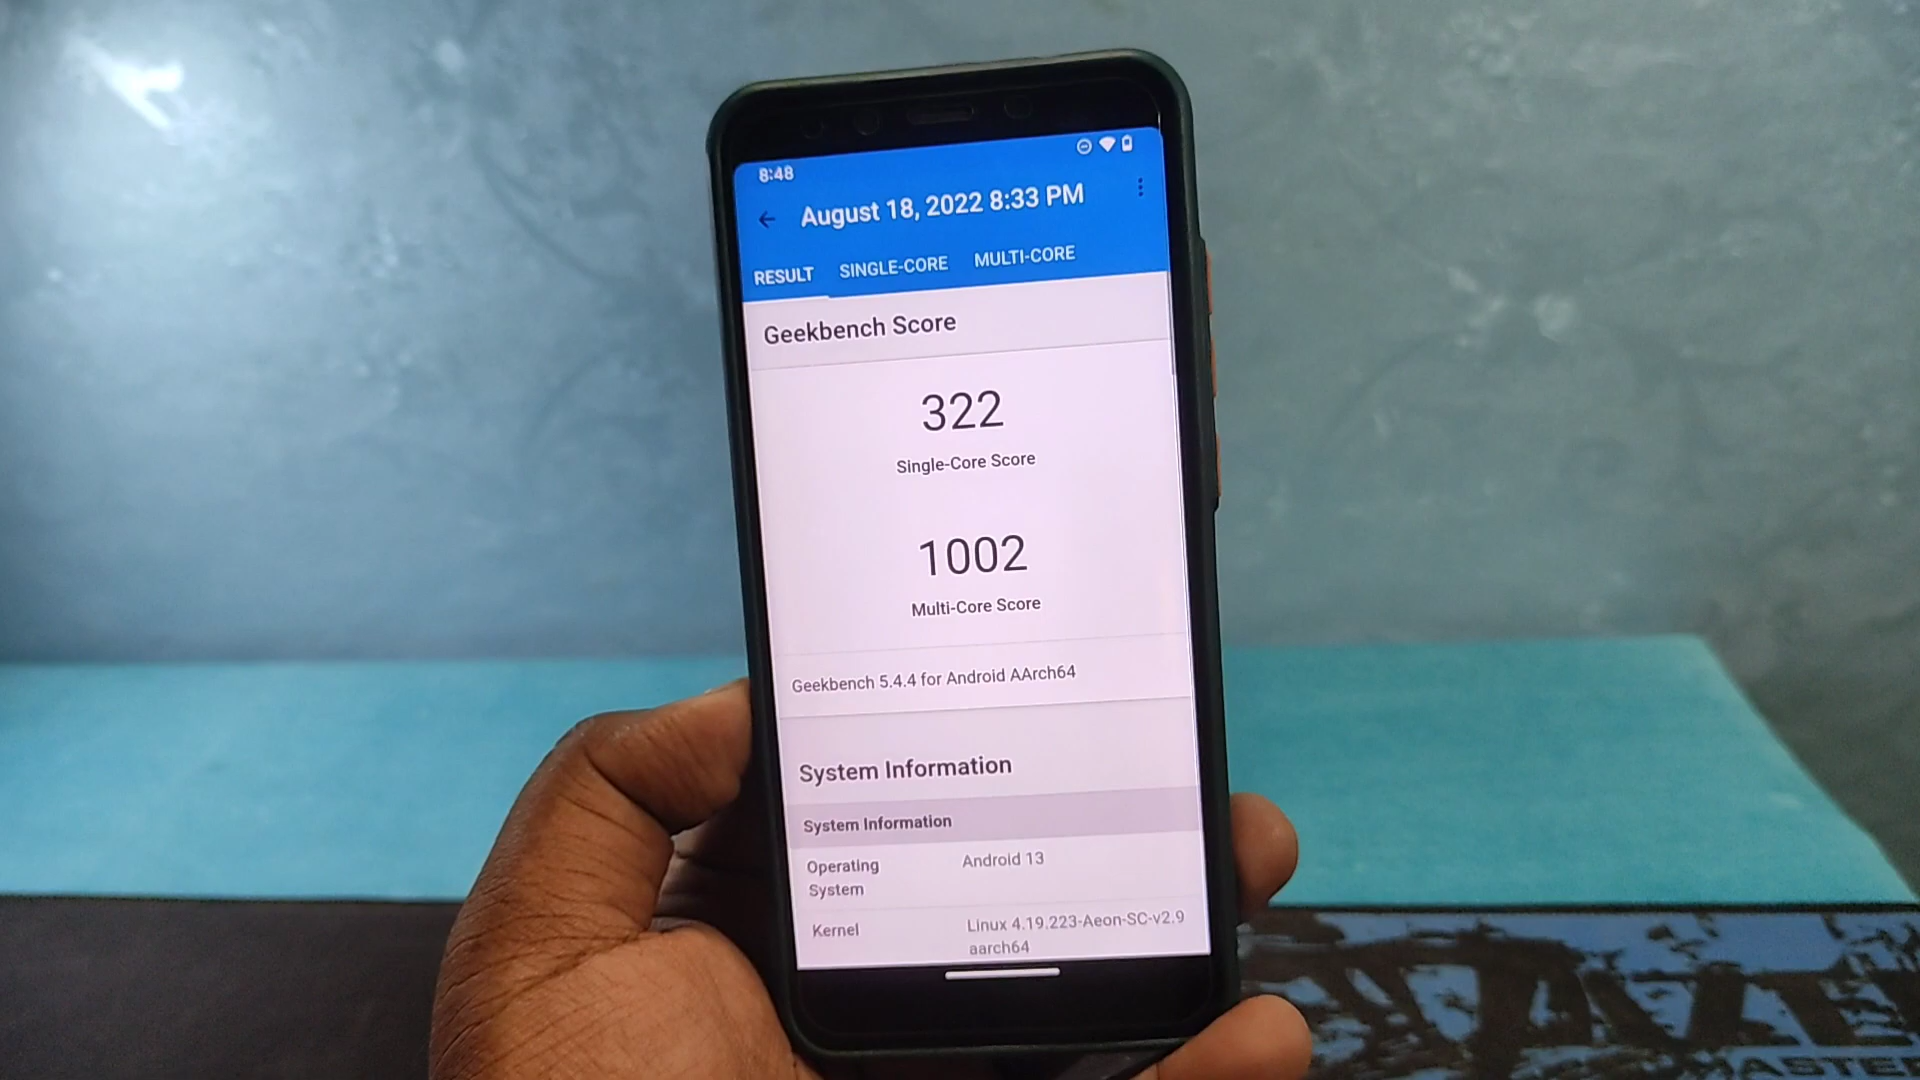 8:48
August 18, 2022 8:33 PM
RESULT SINGLE-CORE MULTI-CORE
Geekbench Score
322
Single-Core Score
1002
Multi-Core Score
Geekbench 5.4.4 for Android AArch64
System Information
System Information
Operating System
Android 13
Kernel
Linux 4.19.223-Aeon-SC-v2.9
aarch64
MASTER